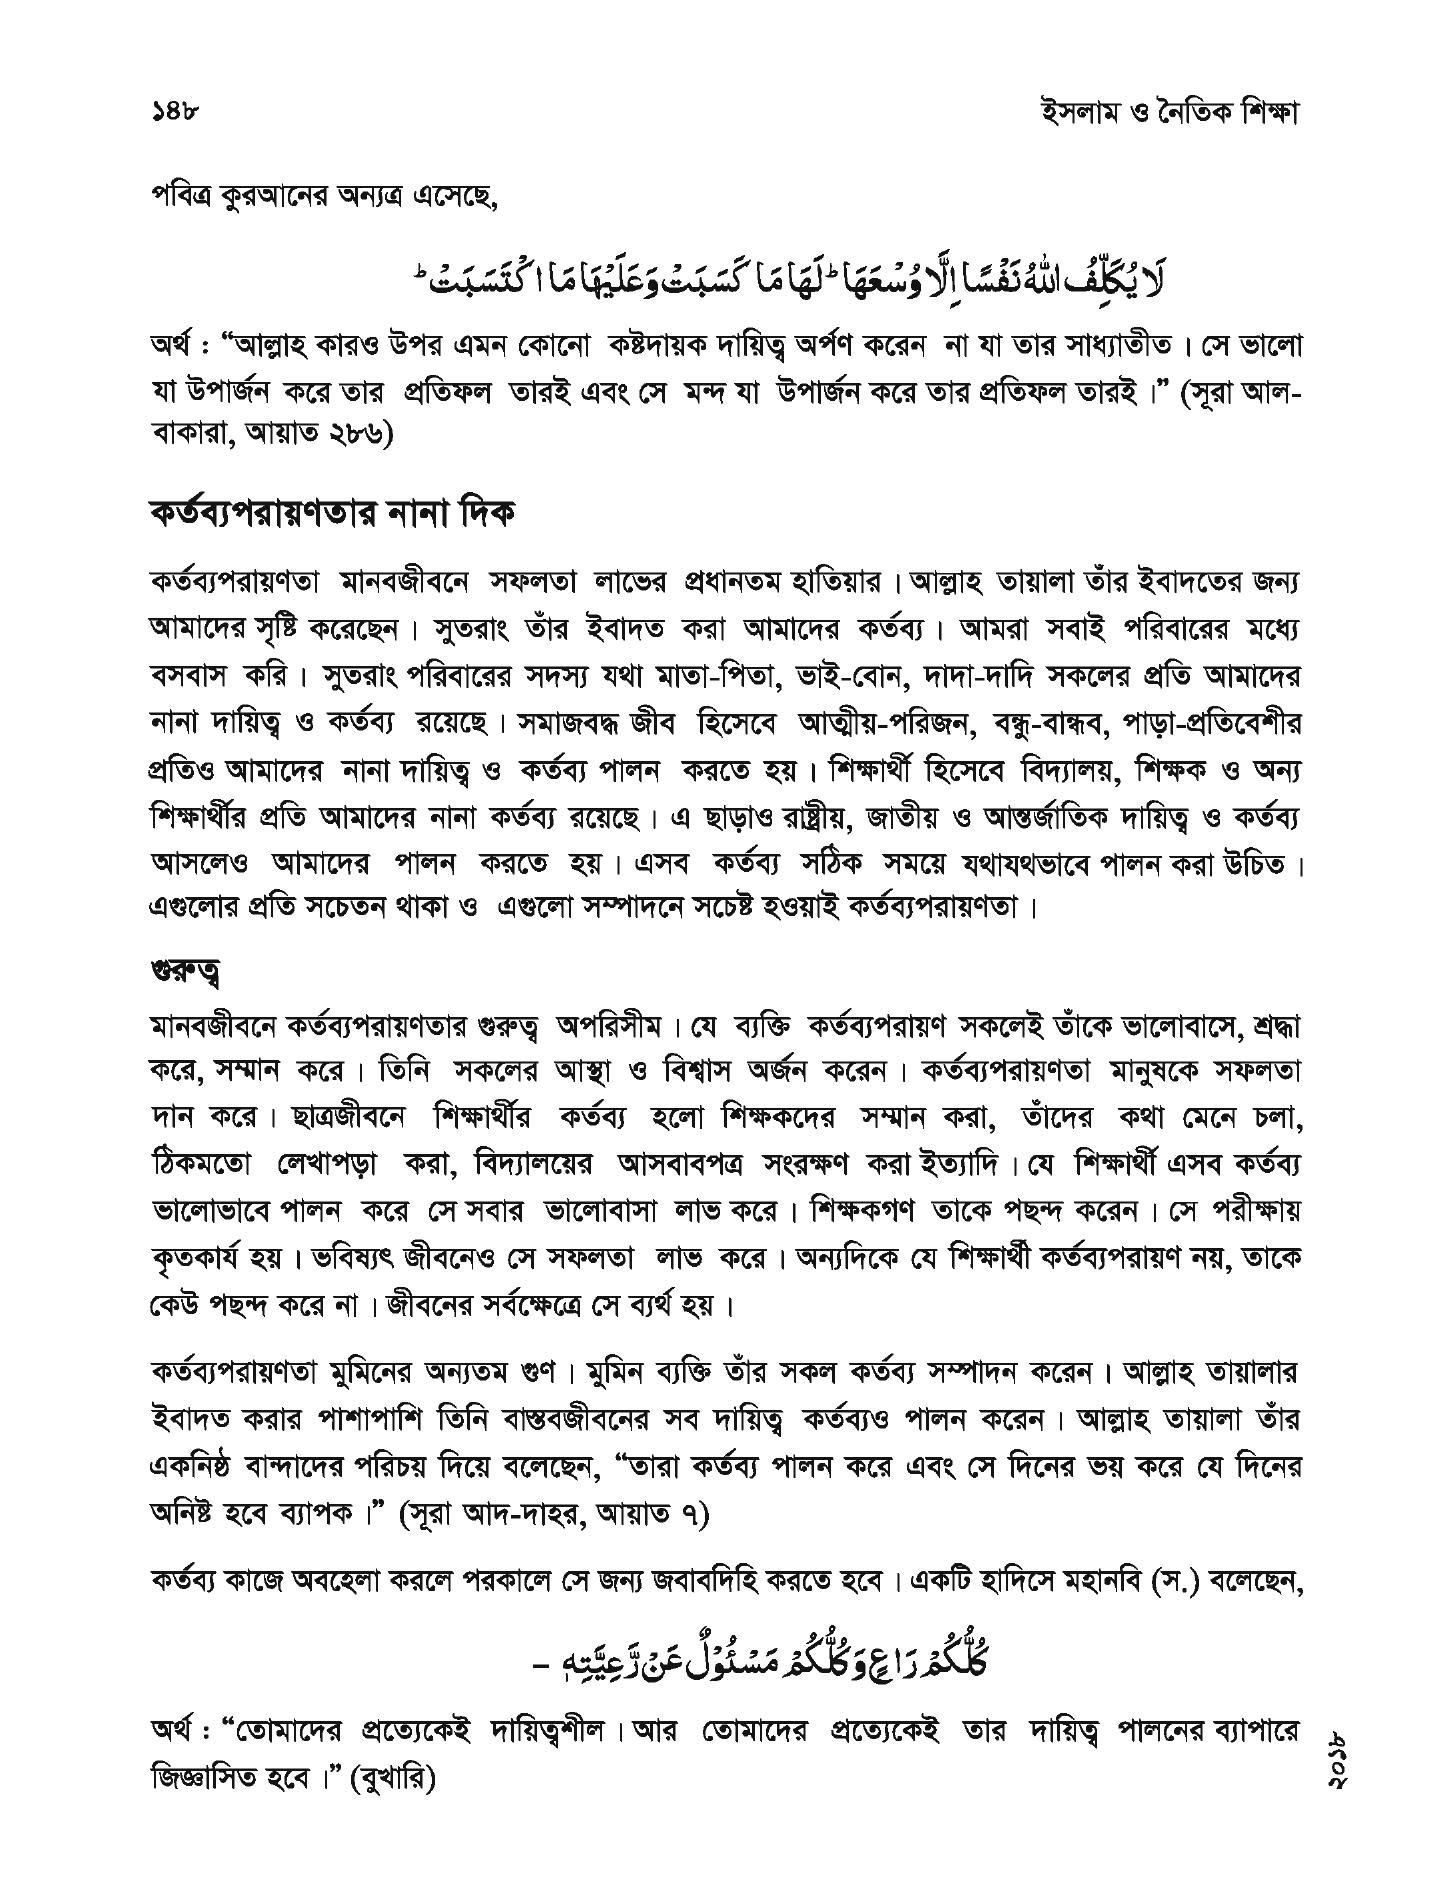 ১৪৮
ইসলাম ও নৈতিক শিক্ষা
পবিত্র কুরআনের অন্যত্র এসেছে,
لَا يُكَلِّفُ اللّٰهُ نَفْسًا اِلَّا وُسْعَهَا ؕ لَهَا مَا كَسَبَتْ وَعَلَيْهَا مَا اكْتَسَبَتْ ؕ
অর্থ : “আল্লাহ কারও উপর এমন কোনো কষ্টদায়ক দায়িত্ব অর্পণ করেন না যা তার সাধ্যাতীত। সে ভালো
যা উপার্জন করে তার প্রতিফল তারই এবং সে মন্দ যা উপার্জন করে তার প্রতিফল তারই।” (সূরা আল-
বাকারা, আয়াত ২৮৬)
কর্তব্যপরায়ণতার নানা দিক
কর্তব্যপরায়ণতা মানবজীবনে সফলতা লাভের প্রধানতম হাতিয়ার। আল্লাহ তায়ালা তাঁর ইবাদতের জন্য
আমাদের সৃষ্টি করেছেন। সুতরাং তাঁর ইবাদত করা আমাদের কর্তব্য। আমরা সবাই পরিবারের মধ্যে
বসবাস করি। সুতরাং পরিবারের সদস্য যথা মাতা-পিতা, ভাই-বোন, দাদা-দাদি সকলের প্রতি আমাদের
নানা দায়িত্ব ও কর্তব্য রয়েছে। সমাজবদ্ধ জীব হিসেবে আত্মীয়-পরিজন, বন্ধু-বান্ধব, পাড়া-প্রতিবেশীর
প্রতিও আমাদের নানা দায়িত্ব ও কর্তব্য পালন করতে হয়। শিক্ষার্থী হিসেবে বিদ্যালয়, শিক্ষক ও অন্য
শিক্ষার্থীর প্রতি আমাদের নানা কর্তব্য রয়েছে। এ ছাড়াও রাষ্ট্রীয়, জাতীয় ও আন্তর্জাতিক দায়িত্ব ও কর্তব্য
আসলেও আমাদের পালন করতে হয়। এসব কর্তব্য সঠিক সময়ে যথাযথভাবে পালন করা উচিত।
এগুলোর প্রতি সচেতন থাকা ও এগুলো সম্পাদনে সচেষ্ট হওয়াই কর্তব্যপরায়ণতা।
গুরুত্ব
মানবজীবনে কর্তব্যপরায়ণতার গুরুত্ব অপরিসীম। যে ব্যক্তি কর্তব্যপরায়ণ সকলেই তাঁকে ভালোবাসে, শ্রদ্ধা
করে, সম্মান করে। তিনি সকলের আস্থা ও বিশ্বাস অর্জন করেন। কর্তব্যপরায়ণতা মানুষকে সফলতা
দান করে। ছাত্রজীবনে শিক্ষার্থীর কর্তব্য হলো শিক্ষকদের সম্মান করা, তাঁদের কথা মেনে চলা,
ঠিকমতো লেখাপড়া করা, বিদ্যালয়ের আসবাবপত্র সংরক্ষণ করা ইত্যাদি। যে শিক্ষার্থী এসব কর্তব্য
ভালোভাবে পালন করে সে সবার ভালোবাসা লাভ করে। শিক্ষকগণ তাকে পছন্দ করেন। সে পরীক্ষায়
কৃতকার্য হয়। ভবিষ্যৎ জীবনেও সে সফলতা লাভ করে। অন্যদিকে যে শিক্ষার্থী কর্তব্যপরায়ণ নয়, তাকে
কেউ পছন্দ করে না। জীবনের সর্বক্ষেত্রে সে ব্যর্থ হয়।
কর্তব্যপরায়ণতা মুমিনের অন্যতম গুণ। মুমিন ব্যক্তি তাঁর সকল কর্তব্য সম্পাদন করেন। আল্লাহ তায়ালার
ইবাদত করার পাশাপাশি তিনি বাস্তবজীবনের সব দায়িত্ব কর্তব্যও পালন করেন। আল্লাহ তায়ালা তাঁর
একনিষ্ঠ বান্দাদের পরিচয় দিয়ে বলেছেন, “তারা কর্তব্য পালন করে এবং সে দিনের ভয় করে যে দিনের
অনিষ্ট হবে ব্যাপক।” (সূরা আদ-দাহর, আয়াত ৭)
কর্তব্য কাজে অবহেলা করলে পরকালে সে জন্য জবাবদিহি করতে হবে। একটি হাদিসে মহানবি (স.) বলেছেন,
كُلُّكُمْ رَاعٍ وَكُلُّكُمْ مَسْئُوْلٌ عَنْ رَّعِيَّتِهٖ –
অর্থ : “তোমাদের প্রত্যেকেই দায়িত্বশীল। আর তোমাদের প্রত্যেকেই তার দায়িত্ব পালনের ব্যাপারে
জিজ্ঞাসিত হবে।” (বুখারি)
২০১৮